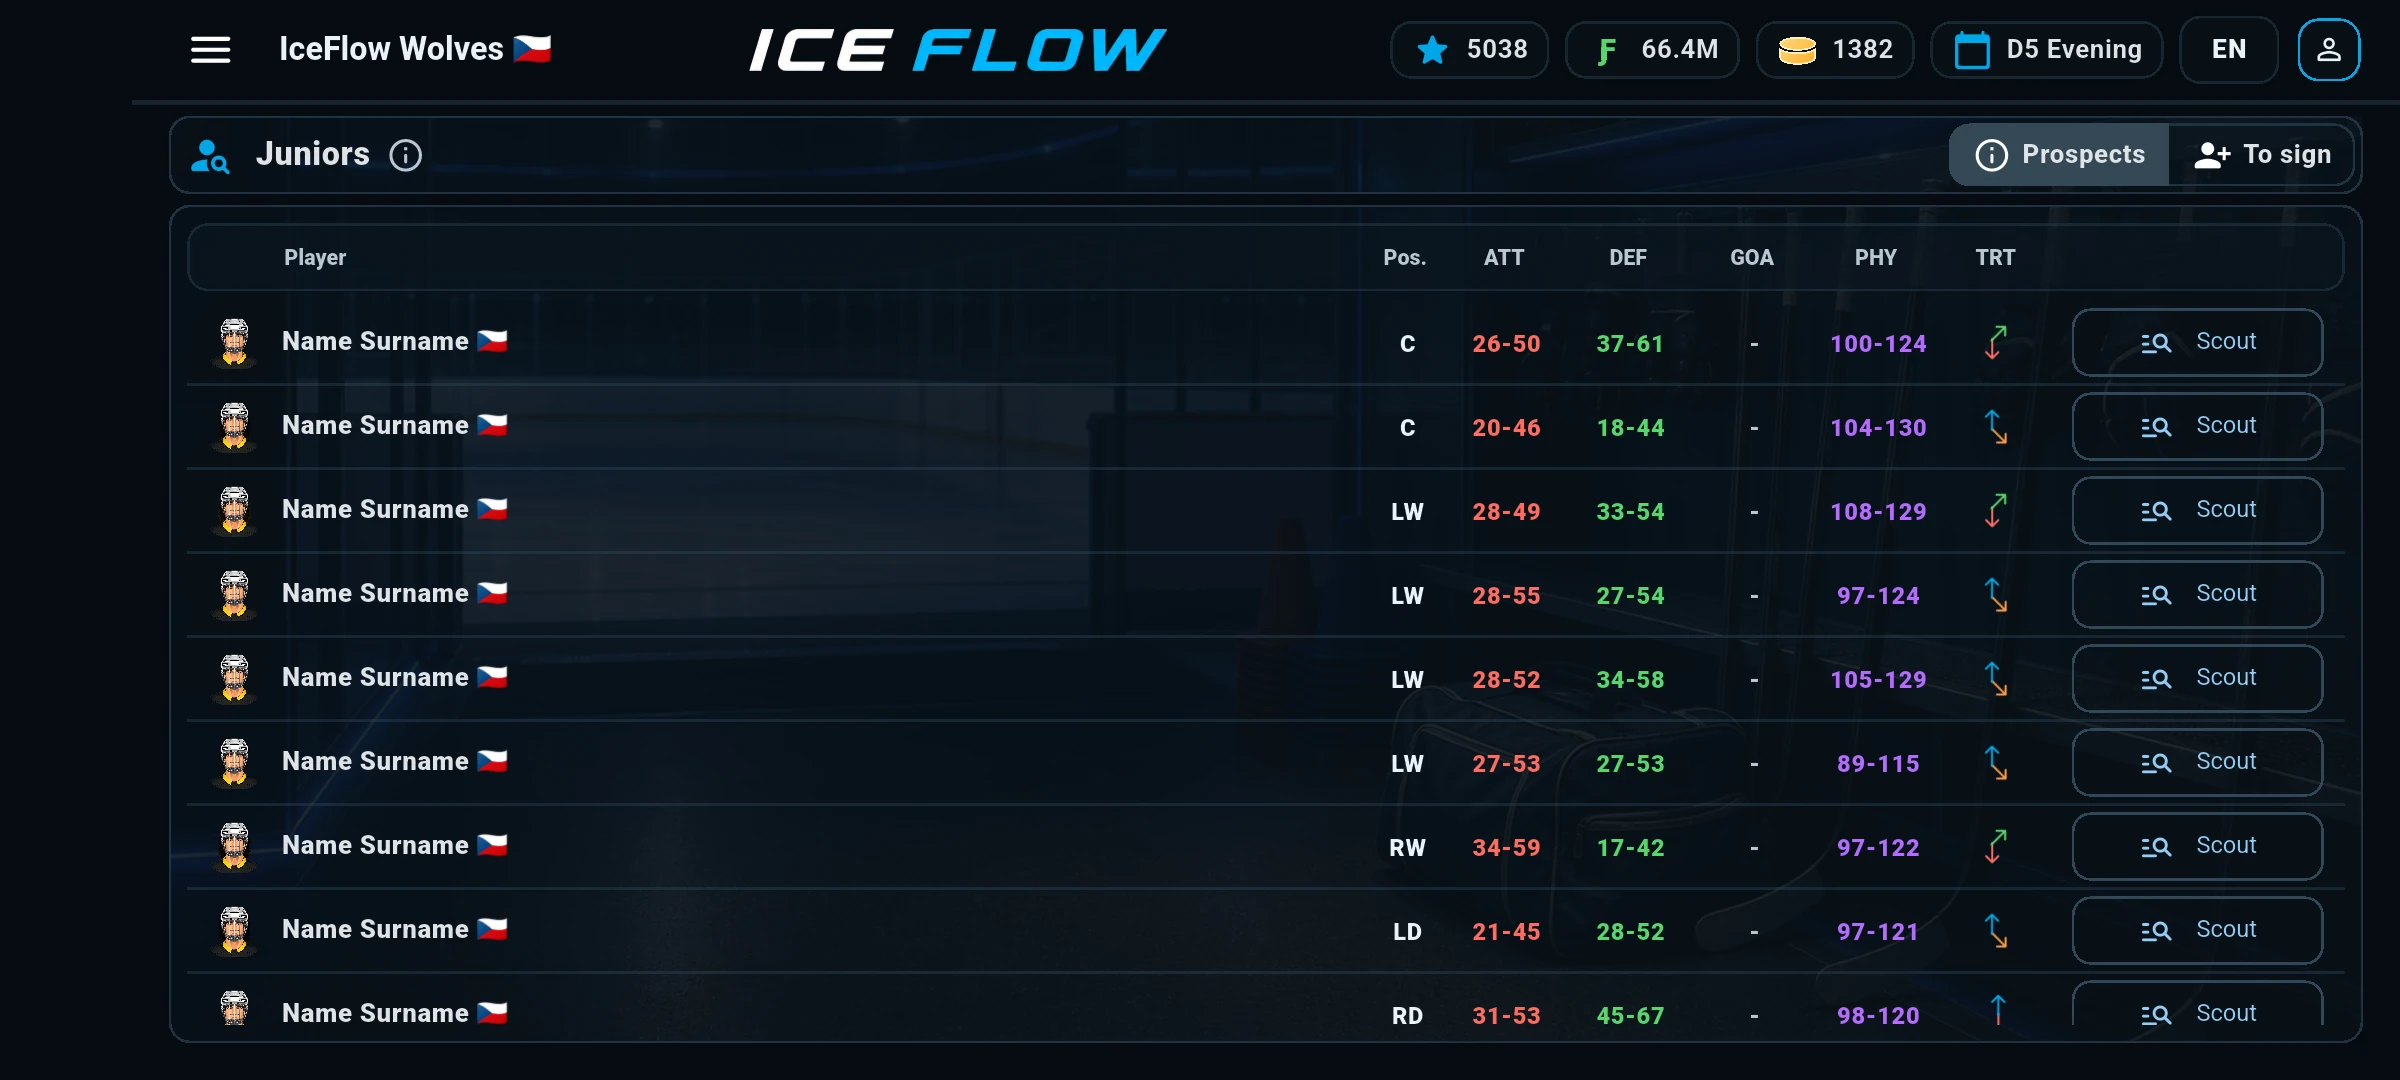 IceFlow Wolves ICE FLOW 5038 66.4M 1382 D5 Evening EN
Juniors Prospects To sign
Player Pos. ATT DEF GOA PHY TRT
Name Surname C 26-50 37-61 - 100-124 Scout
Name Surname C 20-46 18-44 - 104-130 Scout
Name Surname LW 28-49 33-54 - 108-129 Scout
Name Surname LW 28-55 27-54 - 97-124 Scout
Name Surname LW 28-52 34-58 - 105-129 Scout
Name Surname LW 27-53 27-53 - 89-115 Scout
Name Surname RW 34-59 17-42 - 97-122 Scout
Name Surname LD 21-45 28-52 - 97-121 Scout
Name Surname RD 31-53 45-67 - 98-120 Scout